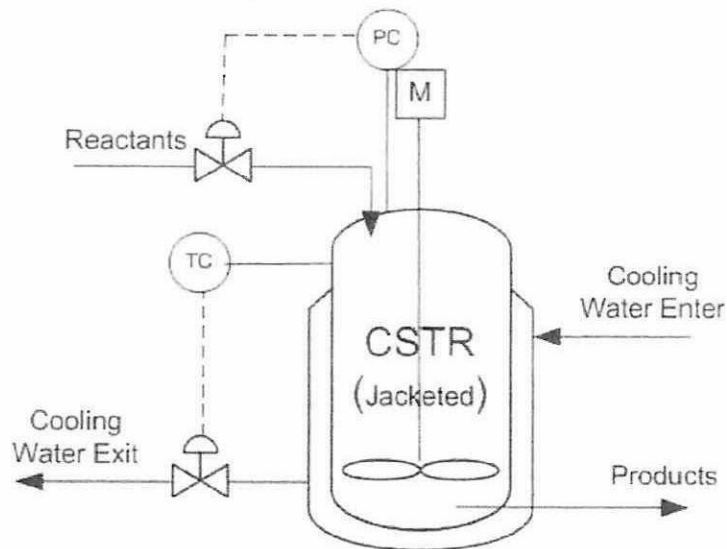 PC
M
Reactants
TC
Cooling
Water Enter
CSTR
(Jacketed)
Cooling
Water Exit
Products